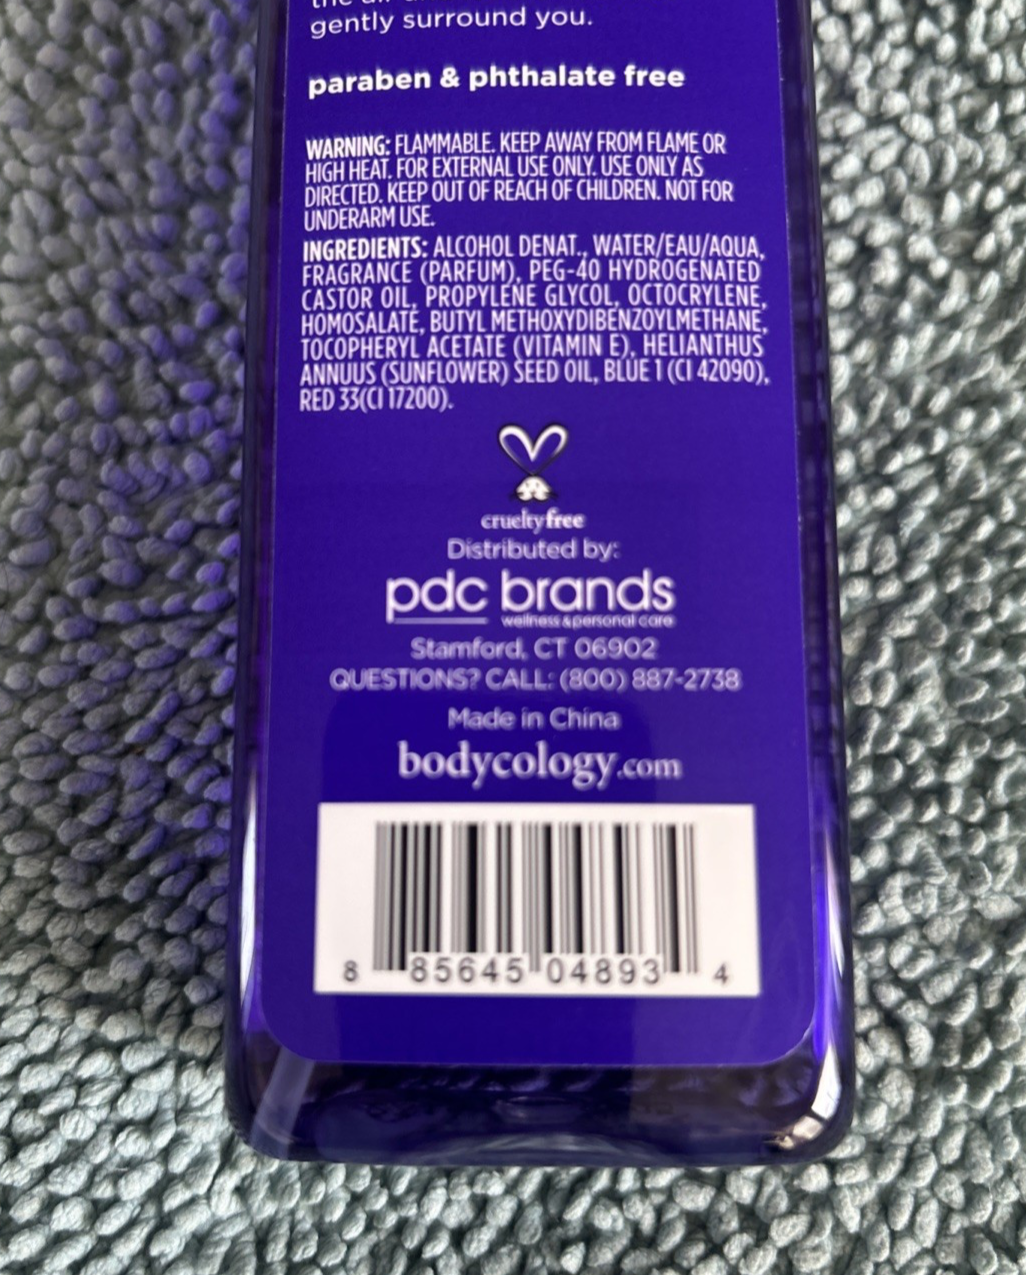 gently surround you.
paraben & phthalate free
WARNING: FLAMMABLE. KEEP AWAY FROM FLAME OR
HIGH HEAT. FOR EXTERNAL USE ONLY. USE ONLY AS
DIRECTED. KEEP OUT OF REACH OF CHILDREN. NOT FOR
UNDERARM USE.
INGREDIENTS: ALCOHOL DENAT., WATER/EAU/AQUA,
FRAGRANCE (PARFUM), PEG-40 HYDROGENATED
CASTOR OIL, PROPYLENE GLYCOL, OCTOCRYLENE,
HOMOSALATE, BUTYL METHOXYDIBENZOYLMETHANE,
TOCOPHERYL ACETATE (VITAMIN E), HELIANTHUS
ANNUUS (SUNFLOWER) SEED OIL, BLUE 1 (CI 42090),
RED 33(CI 17200).
crueltyfree
Distributed by:
pdc brands
wellness & personal care
Stamford, CT 06902
QUESTIONS? CALL: (800) 887-2738
Made in China
bodycology.com
8 85645 04893 4